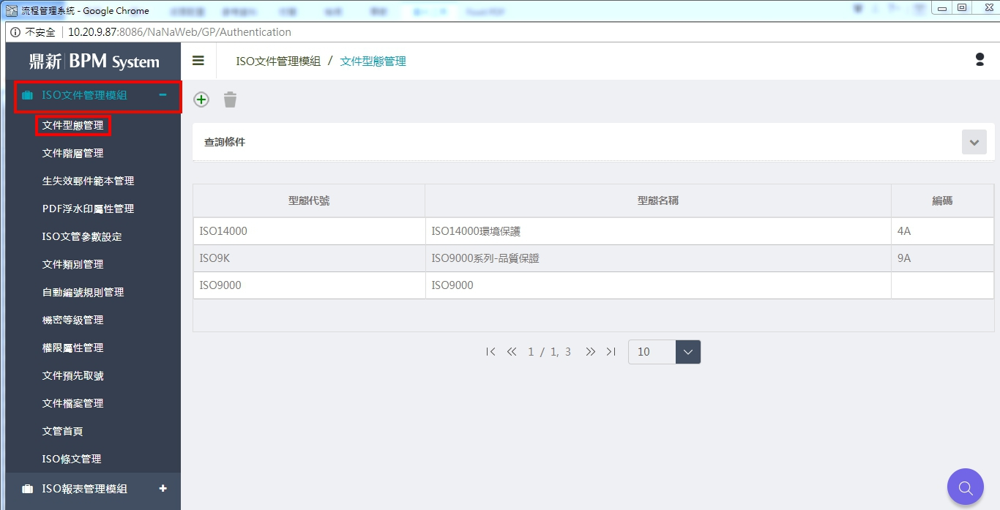 流程管理系統 - Google Chrome
不安全 10.20.9.87:8086/NaNaWeb/GP/Authentication
鼎新 BPM System
ISO文件管理模組 / 文件型態管理
ISO文件管理模組
文件型態管理
文件階層管理
生失效郵件範本管理
PDF浮水印屬性管理
ISO文管參數設定
文件類別管理
自動編號規則管理
機密等級管理
權限屬性管理
文件預先取號
文件檔案管理
文管首頁
ISO條文管理
ISO報表管理模組
查詢條件
型態代號 型態名稱 編碼
ISO14000 ISO14000環境保護 4A
ISO9K ISO9000系列-品質保證 9A
ISO9000 ISO9000
1 / 1, 3 10